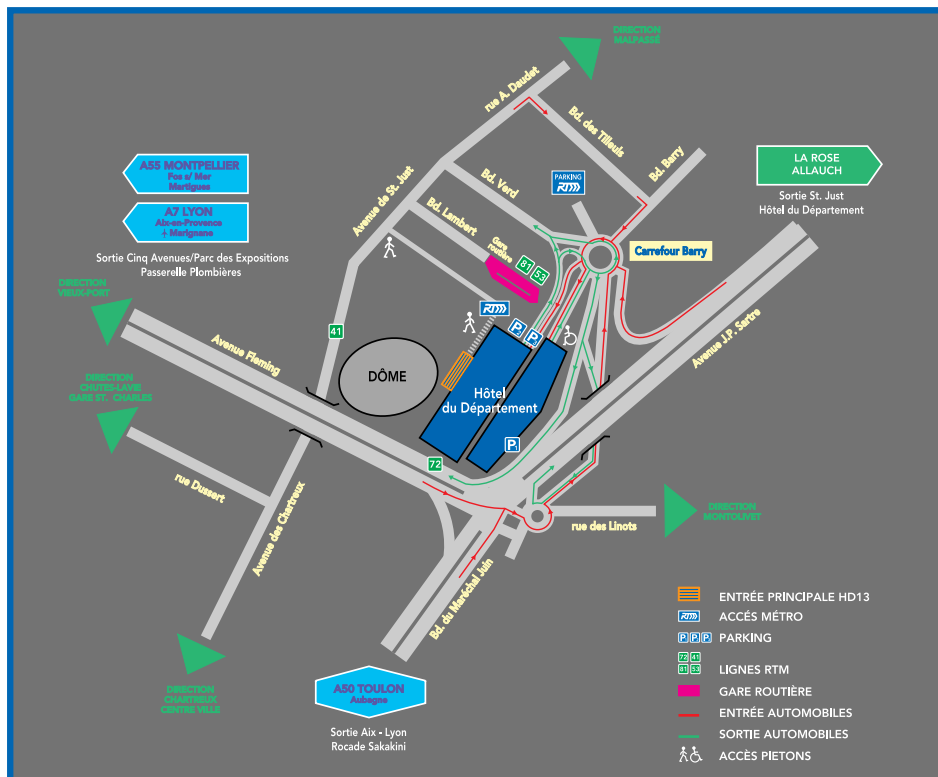 DIRECTION
MALPASSÉ
rue A. Daudet
Bd. des Tilleuls
Bd. Barry
A55 MONTPELLIER
Fos s/ Mer
Martigues
A7 LYON
Aix-en-Provence
Marignane
Sortie Cinq Avenues/Parc des Expositions
Passerelle Plombières
LA ROSE
ALLAUCH
Sortie St. Just
Hôtel du Département
PARKING
RTM
Avenue de St. Just
Bd. Verd
Bd. Lambert
Gare
routière
81
53
Carrefour Barry
DIRECTION
VIEUX-PORT
RTM
P
P
41
Avenue Fleming
Avenue J.P. Sartre
DÔME
Hôtel
du Département
DIRECTION
CHUTES-LAVIE
GARE ST. CHARLES
P
72
rue Dussert
Avenue des Chartreux
rue des Linots
DIRECTION
MONTOLIVET
Bd. du Maréchal Juin
DIRECTION
CHARTREUX
CENTRE VILLE
A50 TOULON
Aubagne
Sortie Aix - Lyon
Rocade Sakakini
ENTRÉE PRINCIPALE HD13
RTM ACCÉS MÉTRO
P P P PARKING
72 41
81 53 LIGNES RTM
GARE ROUTIÈRE
ENTRÉE AUTOMOBILES
SORTIE AUTOMOBILES
ACCÈS PIETONS